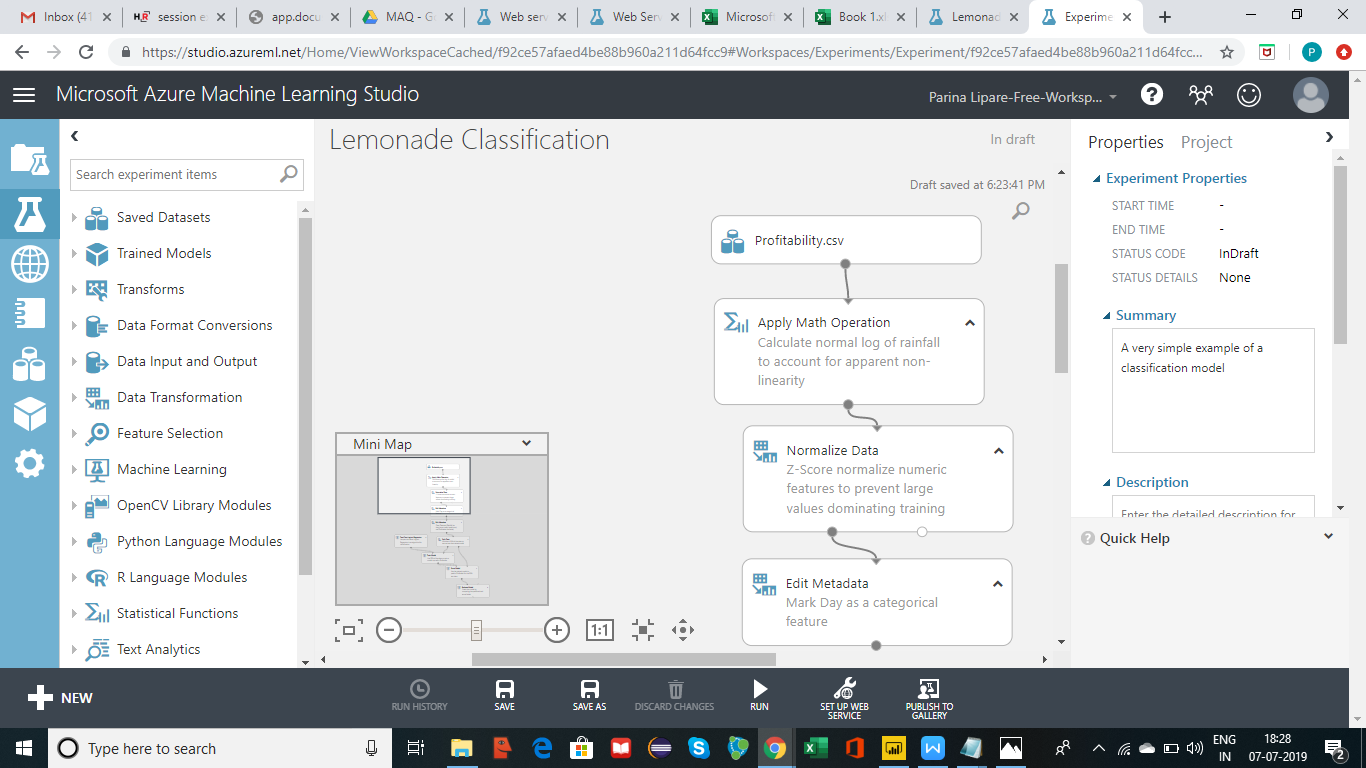 Inbox (41
session e
app.docu
MAQ - G
Web serv
Web Serv
Microsoft
Book 1.xl
Lemonad
Experime
https://studio.azureml.net/Home/ViewWorkspaceCached/f92ce57afaed4be88b960a211d64fcc9#Workspaces/Experiments/Experiment/f92ce57afaed4be88b960a211d64fcc...
P
Microsoft Azure Machine Learning Studio
Parina Lipare-Free-Worksp...
Search experiment items
Saved Datasets
Trained Models
Transforms
Data Format Conversions
Data Input and Output
Data Transformation
Feature Selection
Machine Learning
OpenCV Library Modules
Python Language Modules
R Language Modules
Statistical Functions
Text Analytics
Lemonade Classification
In draft
Draft saved at 6:23:41 PM
Profitability.csv
Apply Math Operation
Calculate normal log of rainfall
to account for apparent non-
linearity
Normalize Data
Z-Score normalize numeric
features to prevent large
values dominating training
Edit Metadata
Mark Day as a categorical
feature
Mini Map
1:1
Properties Project
Experiment Properties
START TIME -
END TIME -
STATUS CODE InDraft
STATUS DETAILS None
Summary
A very simple example of a
classification model
Description
Enter the detailed description for
Quick Help
NEW
RUN HISTORY
SAVE
SAVE AS
DISCARD CHANGES
RUN
SET UP WEB
SERVICE
PUBLISH TO
GALLERY
Type here to search
ENG
IN
18:28
07-07-2019
2